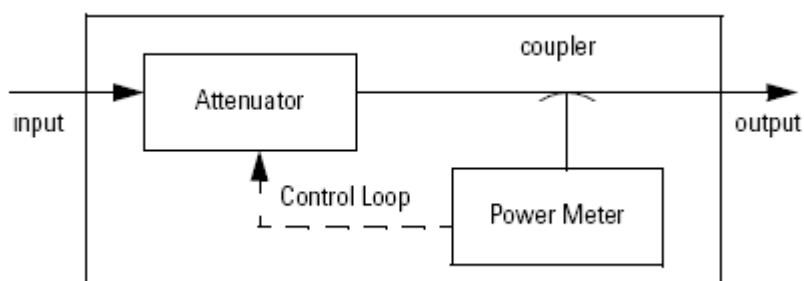 coupler
Attenuator
input
output
Control Loop
Power Meter